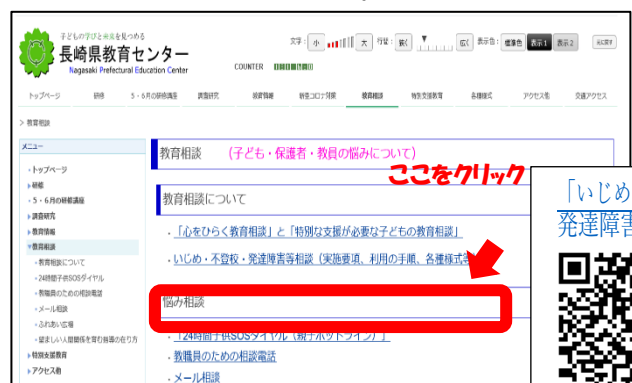 子どもの学びと未来を見つめる
長崎県教育センター
Nagasaki Prefectural Education Center
COUNTER
文字： 小 大 行間： 狭く 広く 表示色： 標準色 表示1 表示2 元に戻す
トップページ 研修 5・6月の研修講座 調査研究 教育情報 新型コロナ対策 教育相談 特別支援教育 各種様式 アクセス他 交通アクセス
> 教育相談
メニュー
・トップページ
▶研修
・5・6月の研修講座
▶調査研究
▶教育情報
▼教育相談
・教育相談について
・24時間子供SOSダイヤル
・教職員のための相談電話
・メール相談
・ふれあい広場
・望ましい人間関係を育む指導の在り方
▶特別支援教育
▶アクセス他
教育相談 （子ども・保護者・教員の悩みについて）
ここをクリック
教育相談について
・「心をひらく教育相談」と「特別な支援が必要な子どもの教育相談」
・いじめ・不登校・発達障害等相談（実施要項、利用の手順、各種様式等
悩み相談
・「24時間子供SOSダイヤル（親子ホットライン）」
・教職員のための相談電話
・メール相談
「いじめ
発達障害